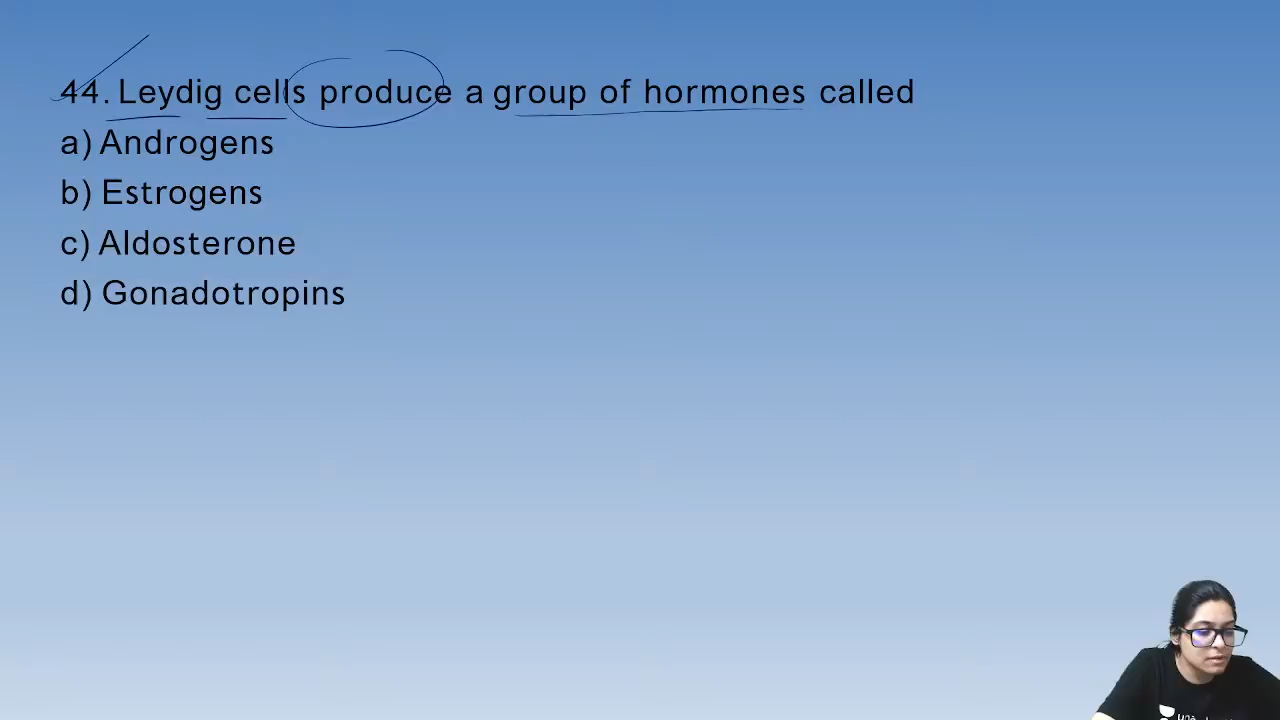 44. Leydig cells produce a group of hormones called
a) Androgens
b) Estrogens
c) Aldosterone
d) Gonadotropins